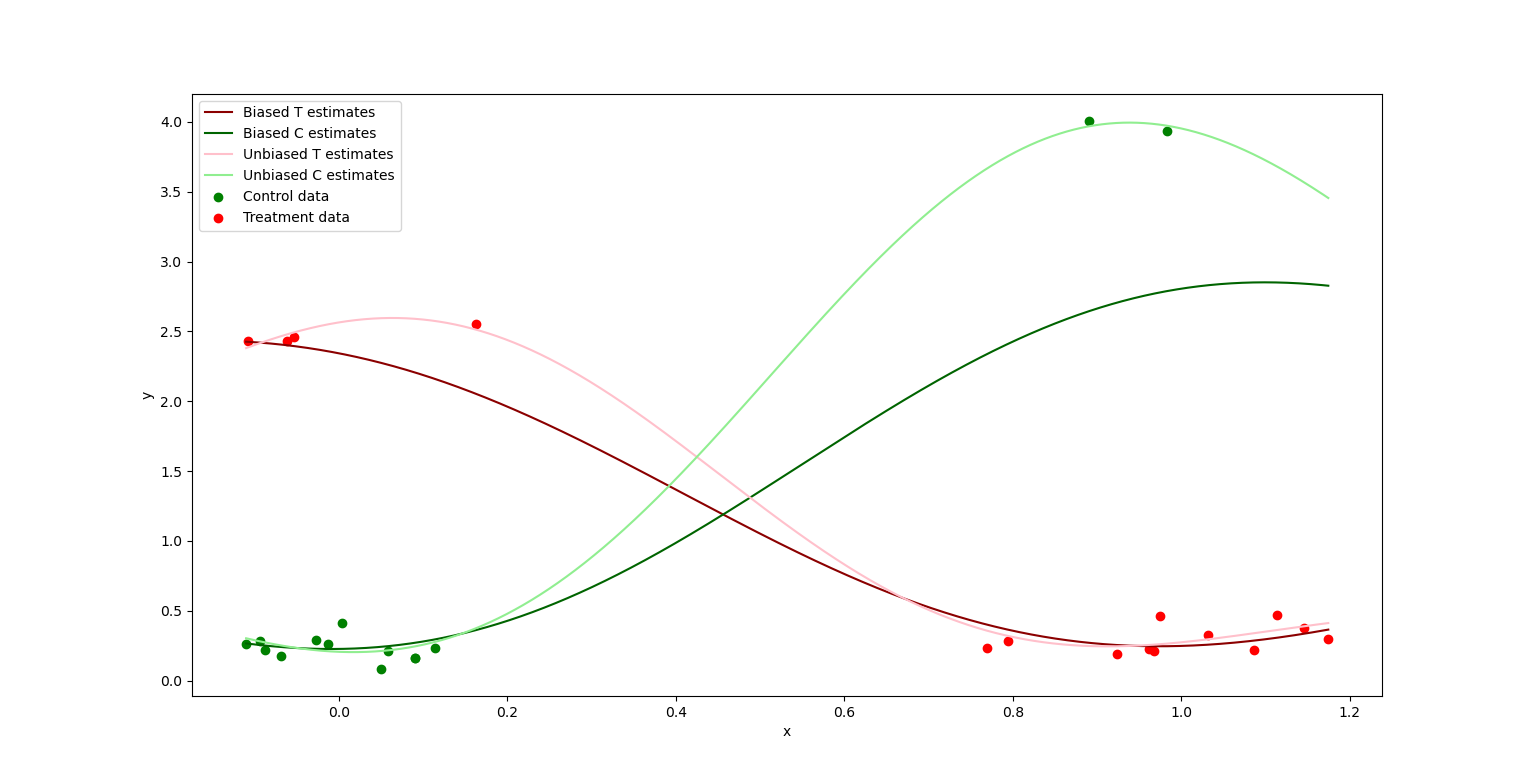 Biased T estimates
Biased C estimates
Unbiased T estimates
Unbiased C estimates
Control data
Treatment data
4.0
3.5
3.0
2.5
2.0
1.5
1.0
0.5
0.0
y
0.0 0.2 0.4 0.6 0.8 1.0 1.2
x